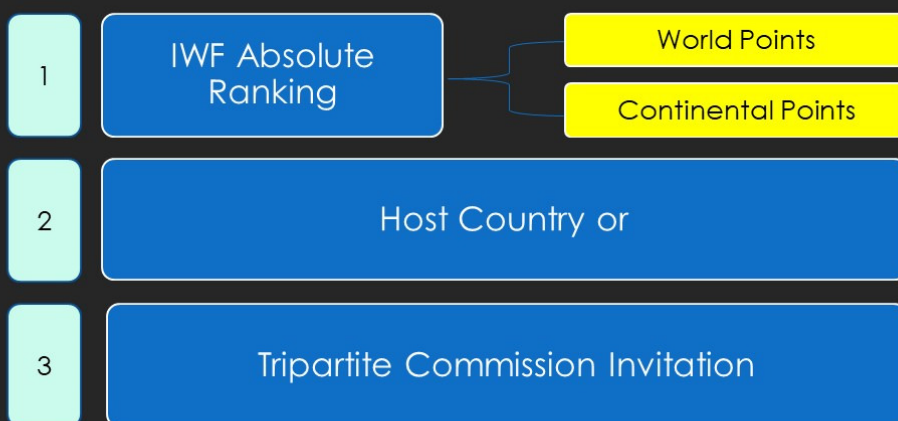 1
IWF Absolute
Ranking
World Points
Continental Points
2
Host Country or
3
Tripartite Commission Invitation